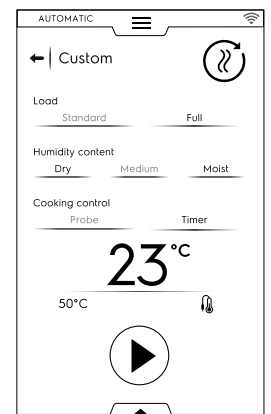 AUTOMATIC
Custom
Load
Standard Full
Humidity content
Dry Medium Moist
Cooking control
Probe Timer
23°C
50°C